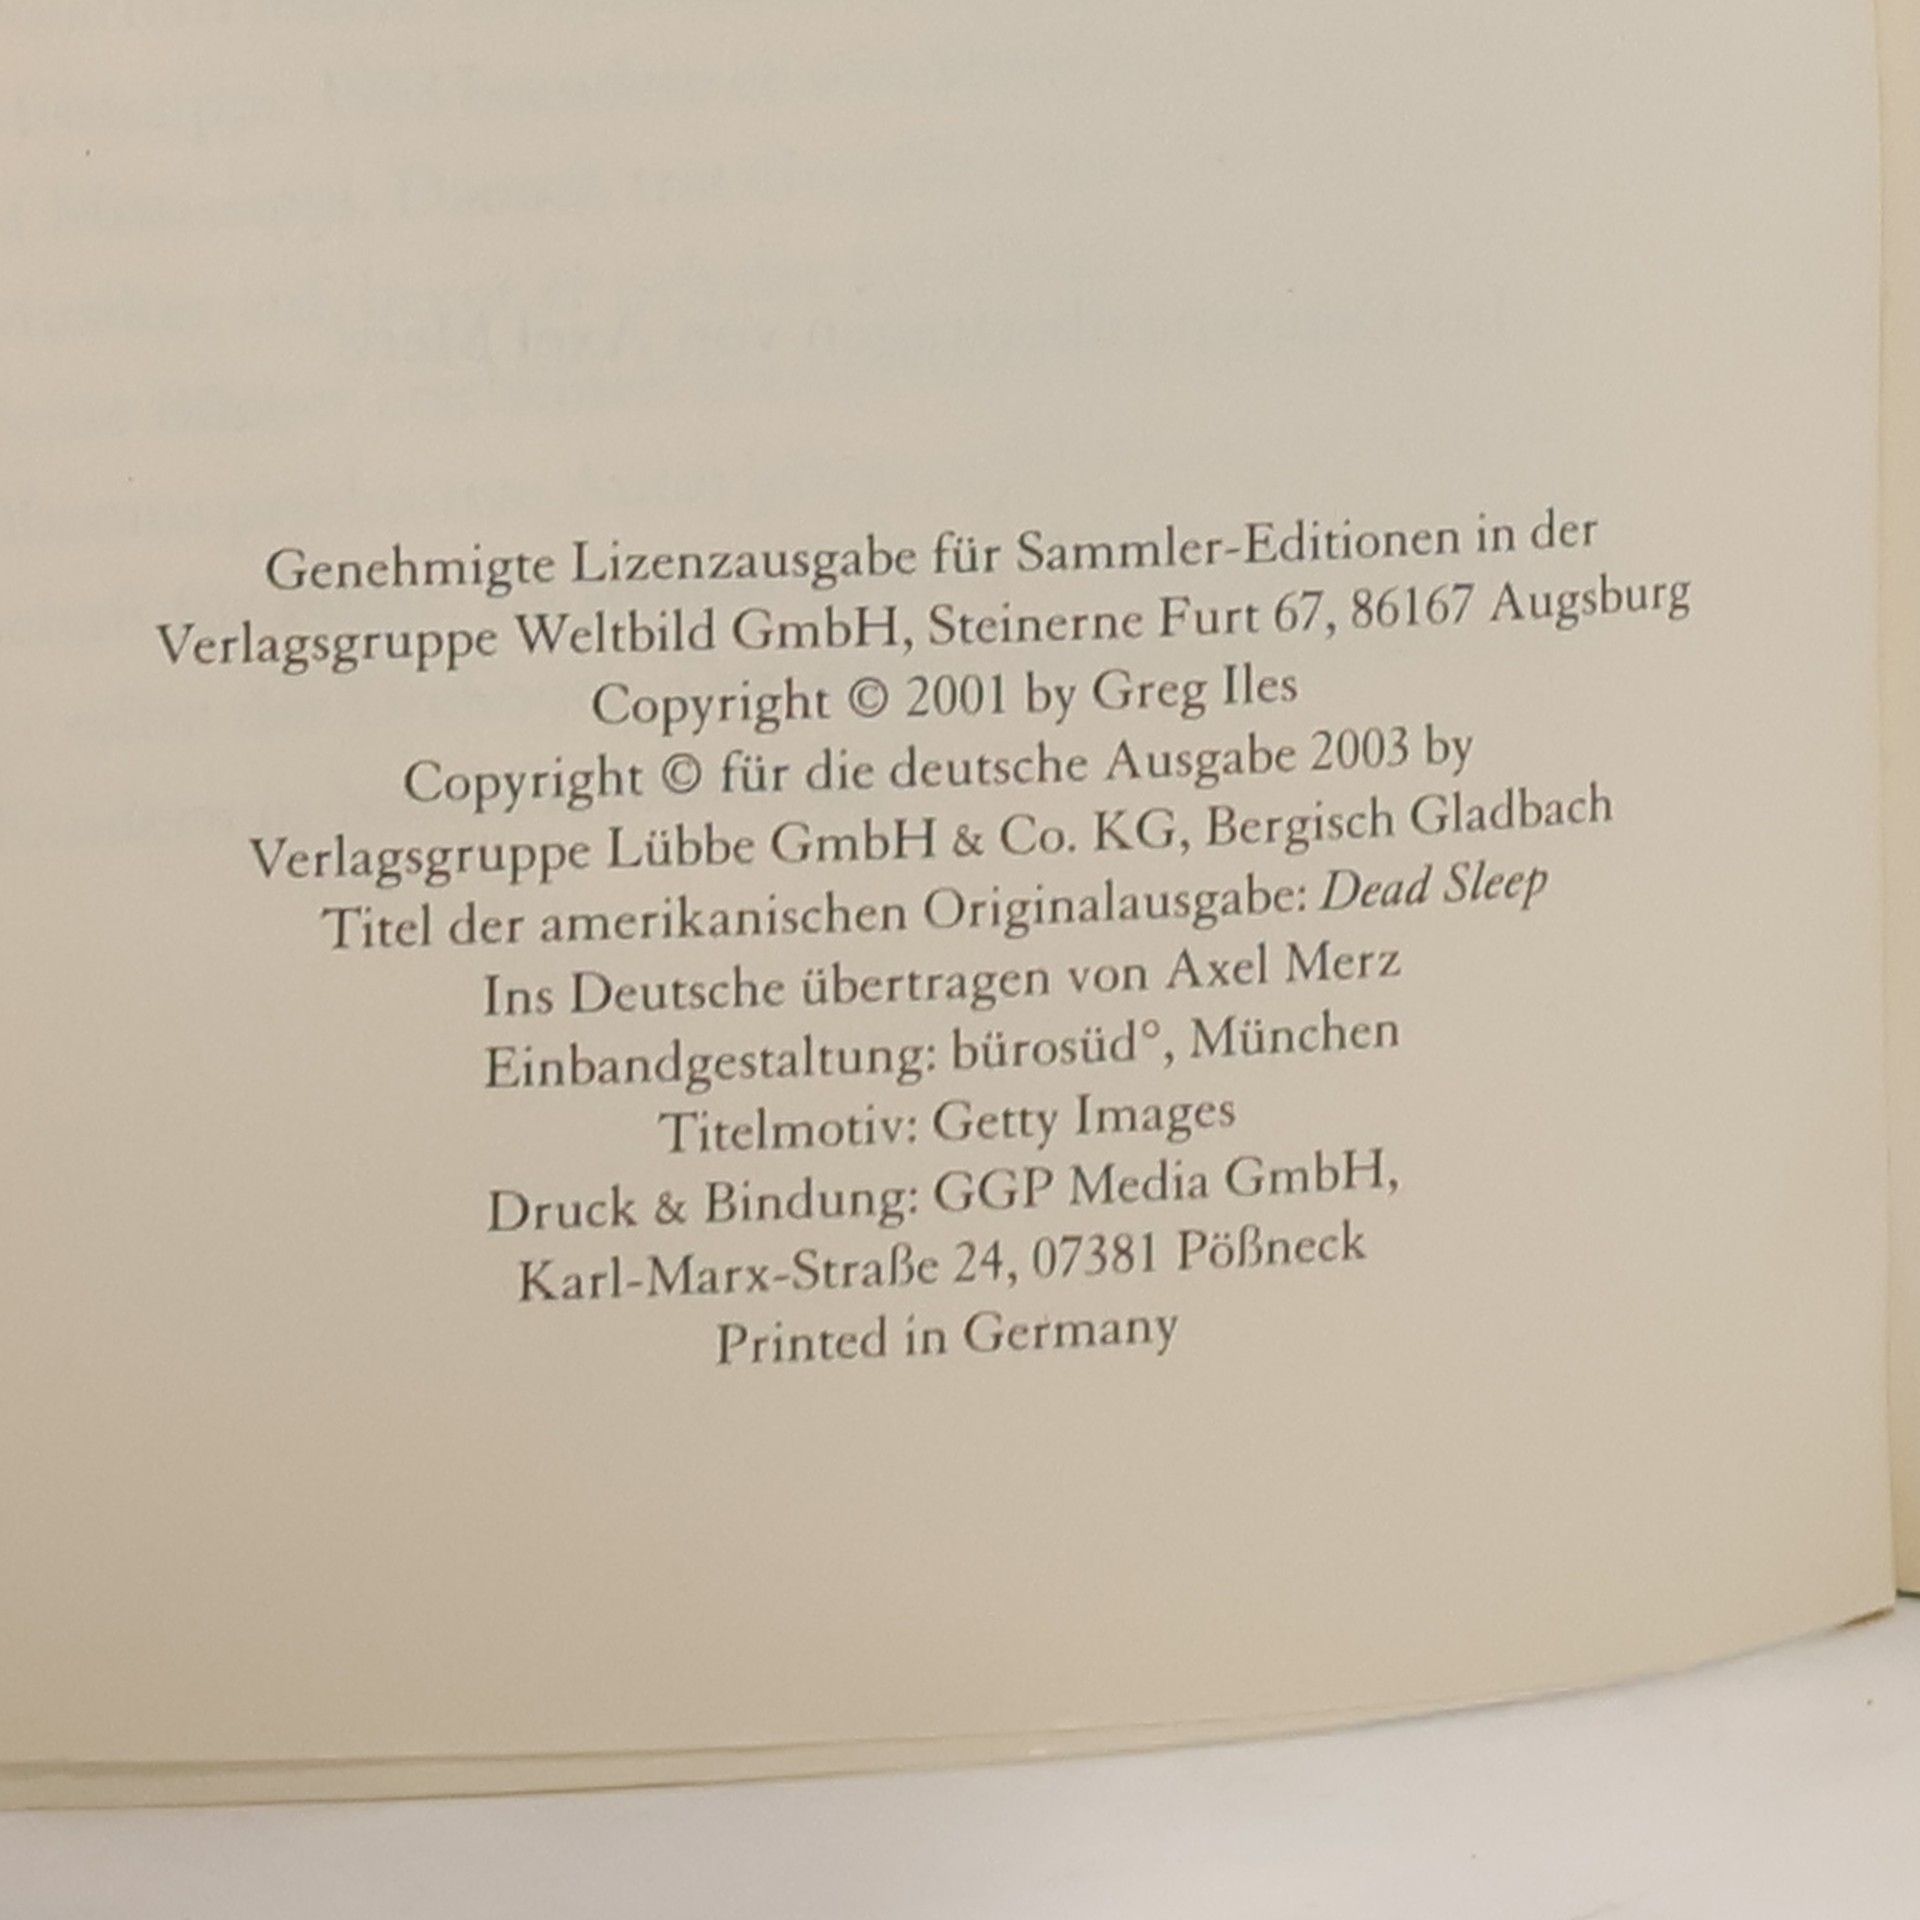 Genehmigte Lizenzausgabe für Sammler-Editionen in der
Verlagsgruppe Weltbild GmbH, Steinerne Furt 67, 86167 Augsburg
Copyright © 2001 by Greg Iles
Copyright © für die deutsche Ausgabe 2003 by
Verlagsgruppe Lübbe GmbH & Co. KG, Bergisch Gladbach
Titel der amerikanischen Originalausgabe: Dead Sleep
Ins Deutsche übertragen von Axel Merz
Einbandgestaltung: bürosüd°, München
Titelmotiv: Getty Images
Druck & Bindung: GGP Media GmbH,
Karl-Marx-Straße 24, 07381 Pößneck
Printed in Germany